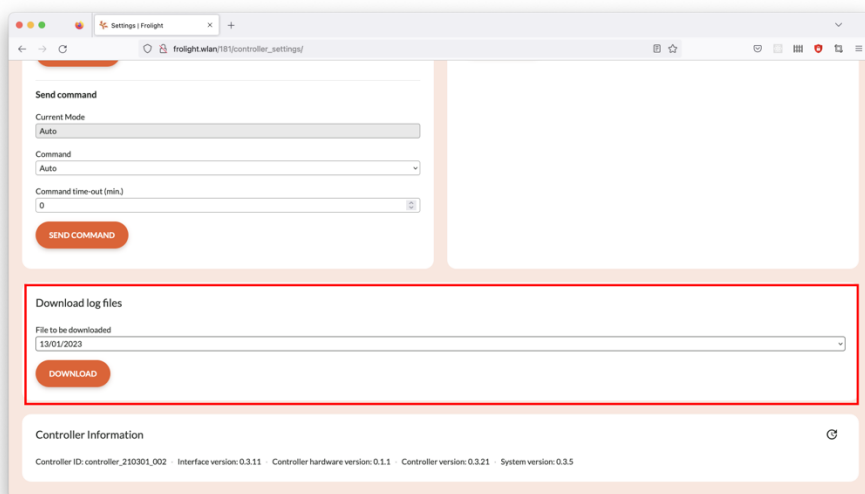 Settings | Frolight
frolight.wlan/181/controller_settings/
Send command
Current Mode
Auto
Command
Auto
Command time-out (min.)
0
SEND COMMAND
Download log files
File to be downloaded
13/01/2023
DOWNLOAD
Controller Information
Controller ID: controller_210301_002 · Interface version: 0.3.11 · Controller hardware version: 0.1.1 · Controller version: 0.3.21 · System version: 0.3.5